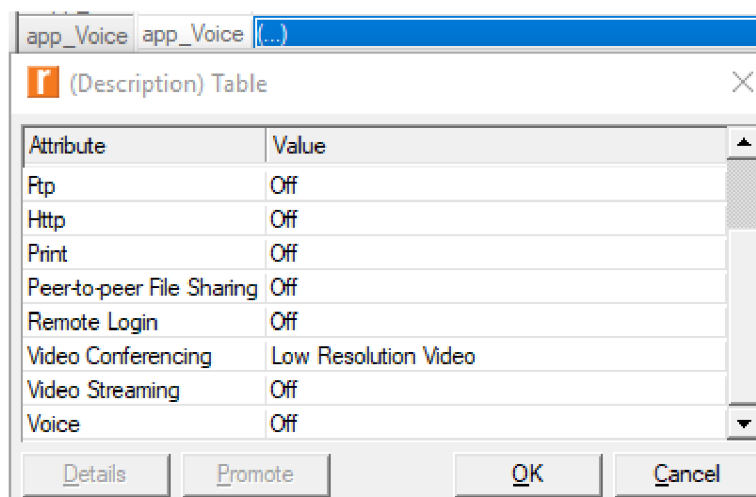 app_Voice app_Voice (...)
r (Description) Table
Attribute Value
Ftp Off
Http Off
Print Off
Peer-to-peer File Sharing Off
Remote Login Off
Video Conferencing Low Resolution Video
Video Streaming Off
Voice Off
Details Promote OK Cancel